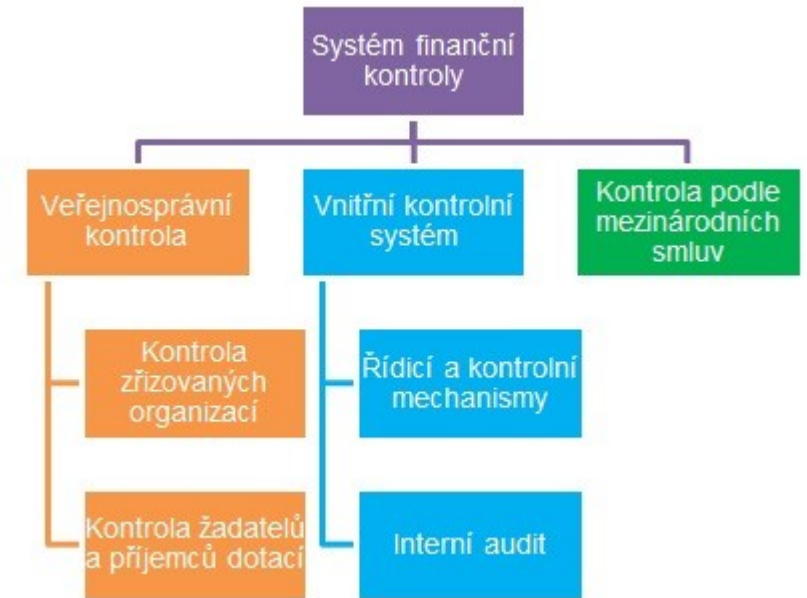 Systém finanční
kontroly
Veřejnosprávní
kontrola
Vnitřní kontrolní
systém
Kontrola podle
mezinárodních
smluv
Kontrola
zřizovaných
organizací
Řídicí a kontrolní
mechanismy
Kontrola žadatelů
a příjemců dotací
Interní audit